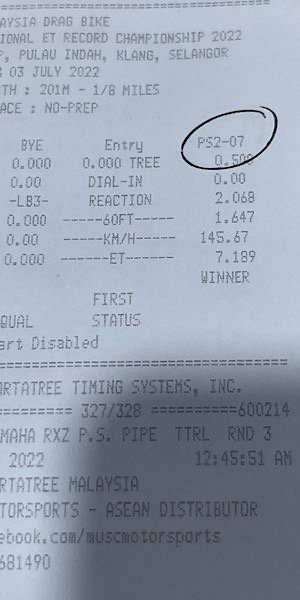 ================================
AYSIA DRAG BIKE
IONAL ET RECORD CHAMPIONSHIP 2022
P, PULAU INDAH, KLANG, SELANGOR
03 JULY 2022
TH : 201M - 1/8 MILES
ACE : NO-PREP
BYE Entry PS2-07
0.000 0.000 TREE 0.500
0.00 DIAL-IN 0.00
-LB3- REACTION 2.068
0.000 -----60FT----- 1.647
0.00 -----KM/H----- 145.67
0.000 ------ET------ 7.189
WINNER
FIRST
QUAL STATUS
art Disabled
================================
ORTATREE TIMING SYSTEMS, INC.
========= 327/328 ==========600214
MAHA RXZ P.S. PIPE TTRL RND 3
2022 12:45:51 AM
RTATREE MALAYSIA
TORSPORTS - ASEAN DISTRIBUTOR
ebook.com/muscmotorsports
681490